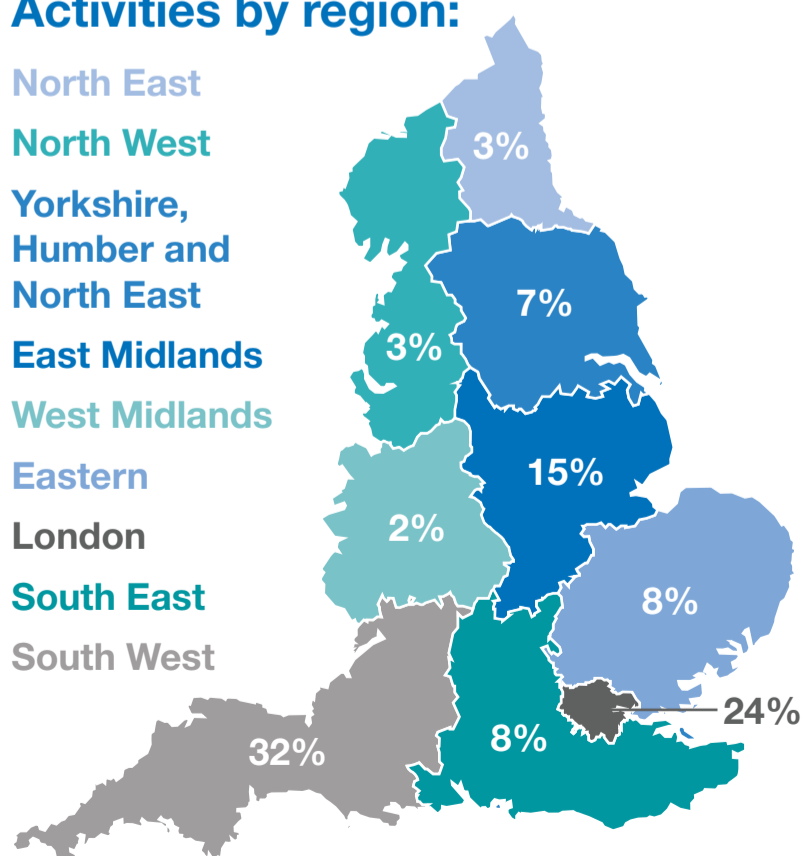 Activities by region:
North East
North West
Yorkshire,
Humber and
North East
East Midlands
West Midlands
Eastern
London
South East
South West
3%
7%
3%
15%
2%
8%
24%
8%
32%